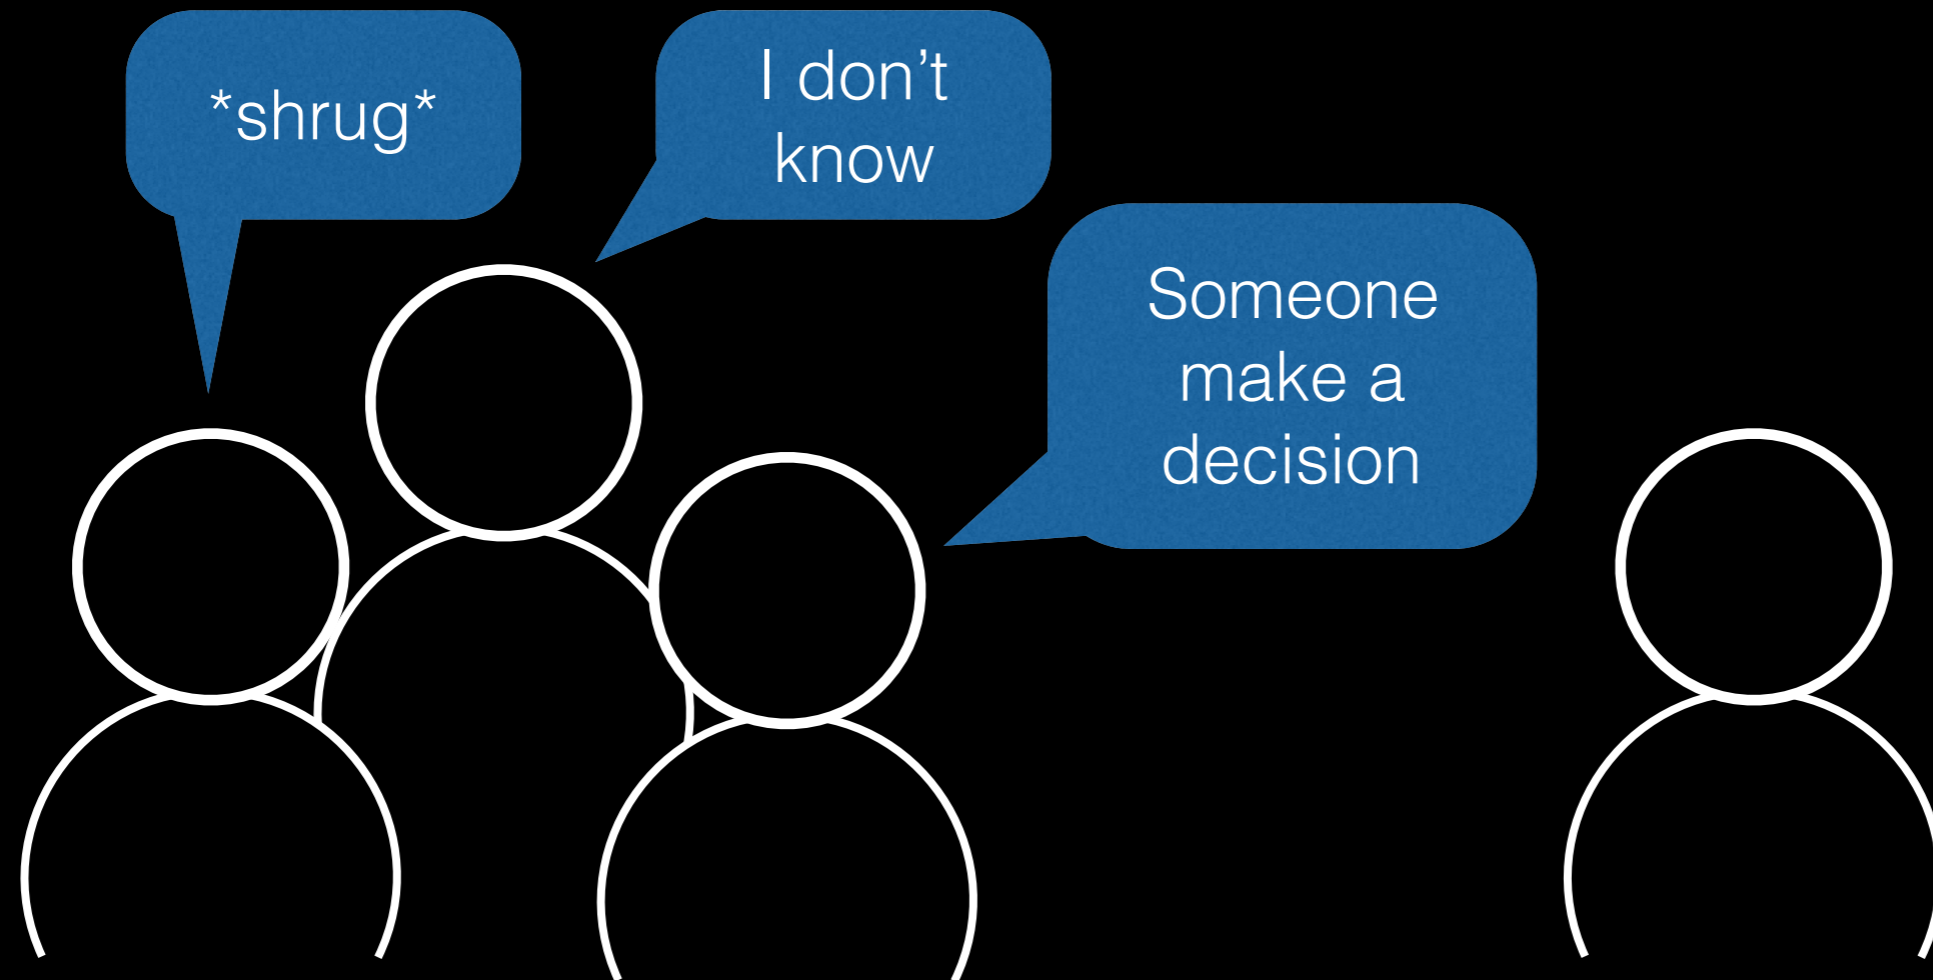 *shrug*
I don’t
know
Someone
make a
decision